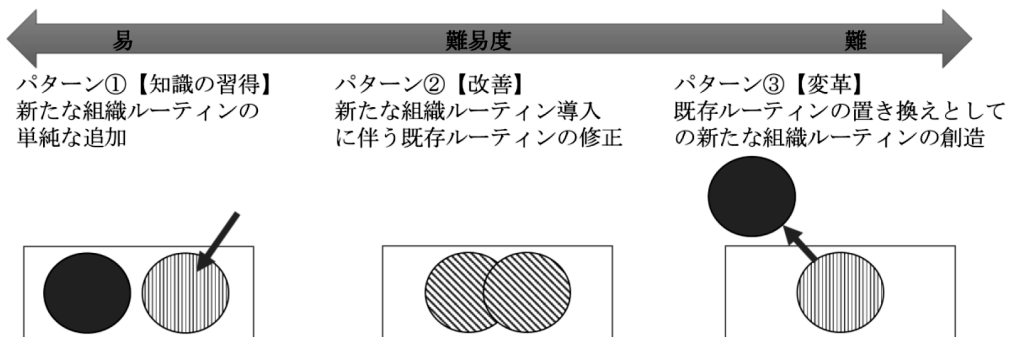 易 難易度 難
パターン①【知識の習得】
新たな組織ルーティンの
単純な追加
パターン②【改善】
新たな組織ルーティン導入
に伴う既存ルーティンの修正
パターン③【変革】
既存ルーティンの置き換えとして
の新たな組織ルーティンの創造